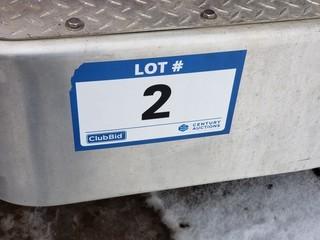 LOT #
2
ClubBid
CENTURY
AUCTIONS